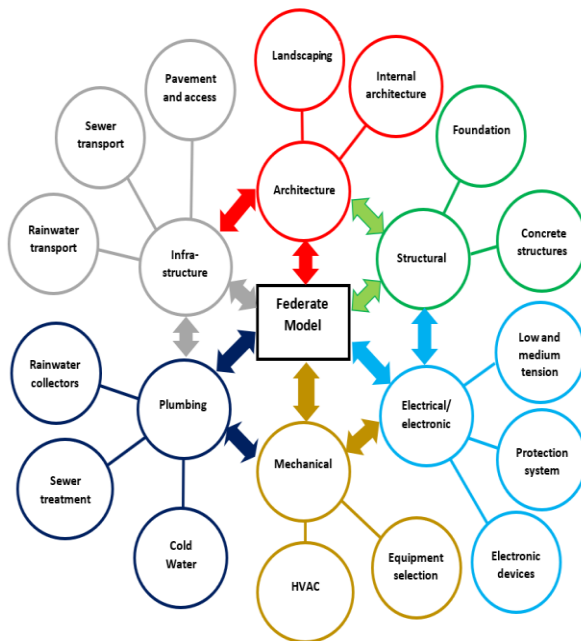 Landscaping
Internal
architecture
Pavement
and access
Sewer
transport
Foundation
Architecture
Rainwater
transport
Infra-
structure
Structural
Concrete
structures
Federate
Model
Low and
medium
tension
Rainwater
collectors
Plumbing
Electrical/
electronic
Protection
system
Mechanical
Sewer
treatment
Cold
Water
HVAC
Equipment
selection
Electronic
devices